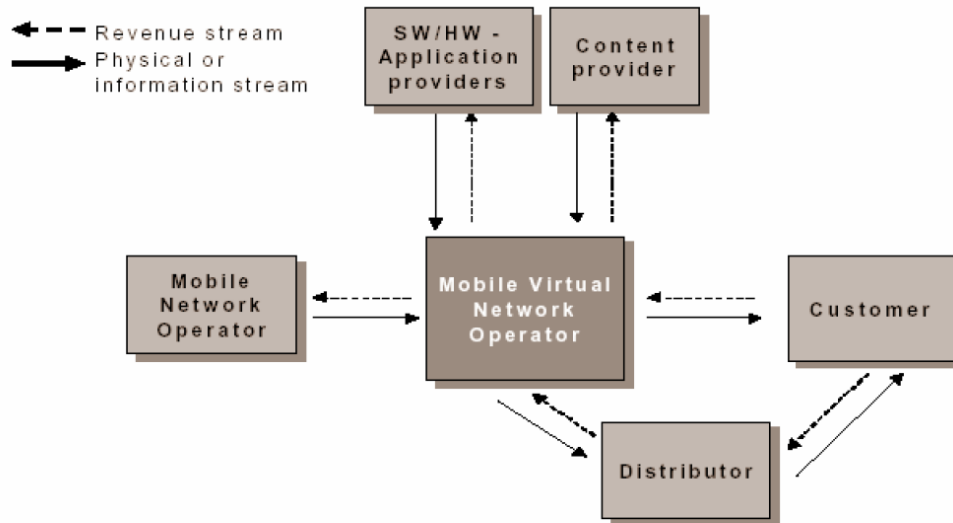 Revenue stream
Physical or
information stream
SW/HW -
Application
providers
Content
provider
Mobile
Network
Operator
Mobile Virtual
Network
Operator
Customer
Distributor